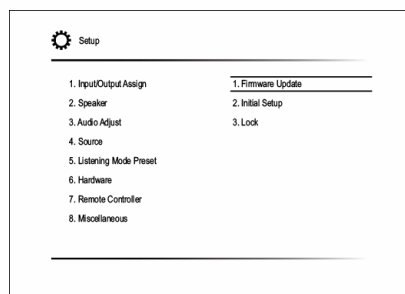 Setup
1. Input/Output Assign
2. Speaker
3. Audio Adjust
4. Source
5. Listening Mode Preset
6. Hardware
7. Remote Controller
8. Miscellaneous
1. Firmware Update
2. Initial Setup
3. Lock